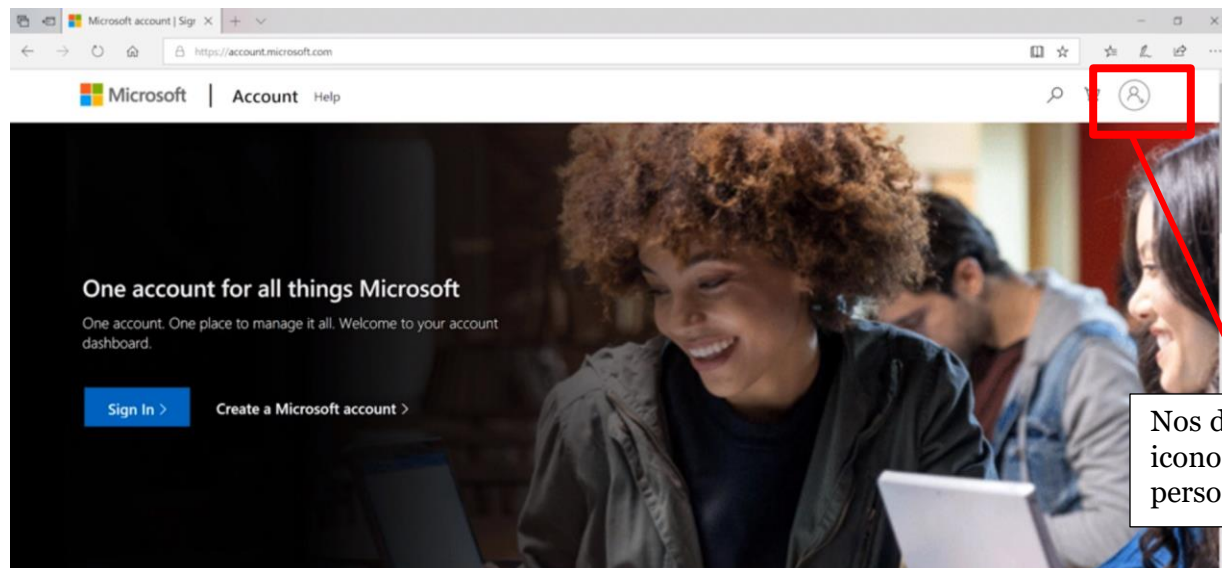 Microsoft account | Sigr
https://account.microsoft.com
Microsoft | Account Help
One account for all things Microsoft
One account. One place to manage it all. Welcome to your account
dashboard.
Sign In >
Create a Microsoft account >
Nos d
icono
perso